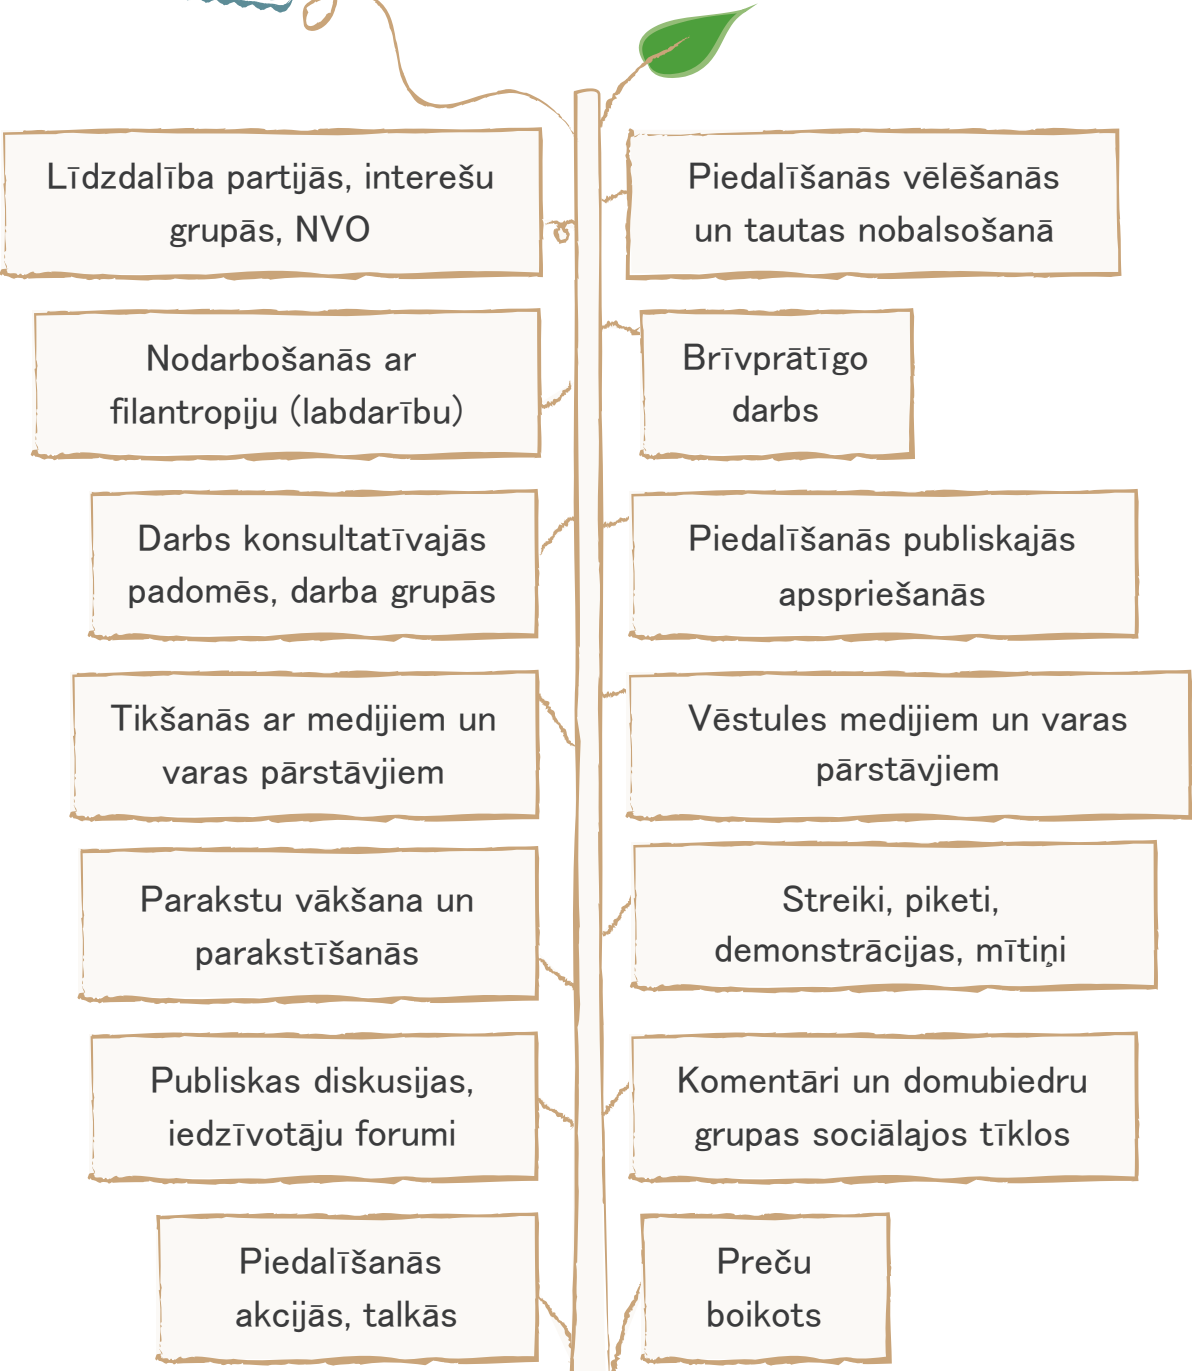 Līdzdalība partijās, interešu
grupās, NVO
Piedalīšanās vēlēšanās
un tautas nobalsošanā
Nodarbošanās ar
filantropiju (labdarību)
Brīvprātīgo
darbs
Darbs konsultatīvajās
padomēs, darba grupās
Piedalīšanās publiskajās
apspriešanās
Tikšanās ar medijiem un
varas pārstāvjiem
Vēstules medijiem un varas
pārstāvjiem
Parakstu vākšana un
parakstīšanās
Streiki, piketi,
demonstrācijas, mītiņi
Publiskas diskusijas,
iedzīvotāju forumi
Komentāri un domubiedru
grupas sociālajos tīklos
Piedalīšanās
akcijās, talkās
Preču
boikots